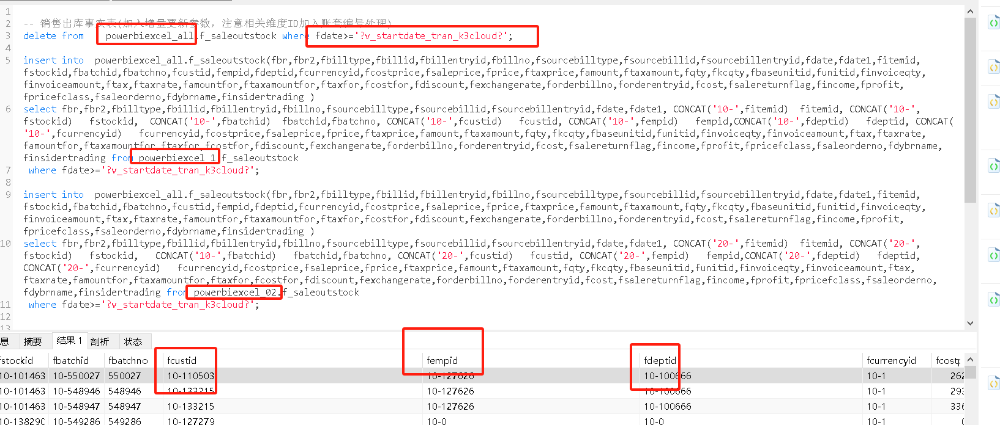 1
2 -- 销售出库事实表(加入增量更新参数，注意相关维度ID加入账套编号处理)
3 delete from powerbiexcel_all.f_saleoutstock where fdate>='?v_startdate_tran_k3cloud?';
4
5 insert into powerbiexcel_all.f_saleoutstock(fbr,fbr2,fbilltype,fbillid,fbillentryid,fbillno,fsourcebilltype,fsourcebillid,fsourcebillentryid,fdate,fdate1,fitemid,
fstockid,fbatchid,fbatchno,fcustid,fempid,fdeptid,fcurrencyid,fcostprice,fsaleprice,fprice,ftaxprice,famount,ftaxamount,fqty,fkcqty,fbaseunitid,funitid,finvoiceqty,
finvoiceamount,ftax,ftaxrate,famountfor,ftaxamountfor,ftaxfor,fcostfor,fdiscount,fexchangerate,forderbillno,forderentryid,fcost,fsalereturnflag,fincome,fprofit,
fpricefclass,fsaleorderno,fdybrname,finsidertrading )
6 select fbr,fbr2,fbilltype,fbillid,fbillentryid,fbillno,fsourcebilltype,fsourcebillid,fsourcebillentryid,fdate,fdate1, CONCAT('10-',fitemid) fitemid, CONCAT('10-',
fstockid) fstockid, CONCAT('10-',fbatchid) fbatchid,fbatchno, CONCAT('10-',fcustid) fcustid, CONCAT('10-',fempid) fempid,CONCAT('10-',fdeptid) fdeptid, CONCAT(
'10-',fcurrencyid) fcurrencyid,fcostprice,fsaleprice,fprice,ftaxprice,famount,ftaxamount,fqty,fkcqty,fbaseunitid,funitid,finvoiceqty,finvoiceamount,ftax,ftaxrate,
famountfor,ftaxamountfor,ftaxfor,fcostfor,fdiscount,fexchangerate,forderbillno,forderentryid,fcost,fsalereturnflag,fincome,fprofit,fpricefclass,fsaleorderno,fdybrname,
finsidertrading from powerbiexcel_1.f_saleoutstock
7 where fdate>='?v_startdate_tran_k3cloud?';
8
9 insert into powerbiexcel_all.f_saleoutstock(fbr,fbr2,fbilltype,fbillid,fbillentryid,fbillno,fsourcebilltype,fsourcebillid,fsourcebillentryid,fdate,fdate1,fitemid,
fstockid,fbatchid,fbatchno,fcustid,fempid,fdeptid,fcurrencyid,fcostprice,fsaleprice,fprice,ftaxprice,famount,ftaxamount,fqty,fkcqty,fbaseunitid,funitid,finvoiceqty,
finvoiceamount,ftax,ftaxrate,famountfor,ftaxamountfor,ftaxfor,fcostfor,fdiscount,fexchangerate,forderbillno,forderentryid,fcost,fsalereturnflag,fincome,fprofit,
fpricefclass,fsaleorderno,fdybrname,finsidertrading )
10 select fbr,fbr2,fbilltype,fbillid,fbillentryid,fbillno,fsourcebilltype,fsourcebillid,fsourcebillentryid,fdate,fdate1, CONCAT('20-',fitemid) fitemid, CONCAT('20-',
fstockid) fstockid, CONCAT('10-',fbatchid) fbatchid,fbatchno, CONCAT('20-',fcustid) fcustid, CONCAT('20-',fempid) fempid,CONCAT('20-',fdeptid) fdeptid,
CONCAT('20-',fcurrencyid) fcurrencyid,fcostprice,fsaleprice,fprice,ftaxprice,famount,ftaxamount,fqty,fkcqty,fbaseunitid,funitid,finvoiceqty,finvoiceamount,ftax,
ftaxrate,famountfor,ftaxamountfor,ftaxfor,fcostfor,fdiscount,fexchangerate,forderbillno,forderentryid,fcost,fsalereturnflag,fincome,fprofit,fpricefclass,fsaleorderno,
fdybrname,finsidertrading from powerbiexcel_02.f_saleoutstock
11 where fdate>='?v_startdate_tran_k3cloud?';
12
13
息 摘要 结果 1 剖析 状态
fstockid fbatchid fbatchno fcustid fempid fdeptid fcurrencyid fcostp
10-101463 10-550027 550027 10-110503 10-127626 10-100666 10-1 262
10-101463 10-548946 548946 10-133215 10-127626 10-100666 10-1 293
10-101463 10-548947 548947 10-133215 10-127626 10-100666 10-1 336
10-138290 10-549286 549286 10-127279 10-0 10-0 10-1